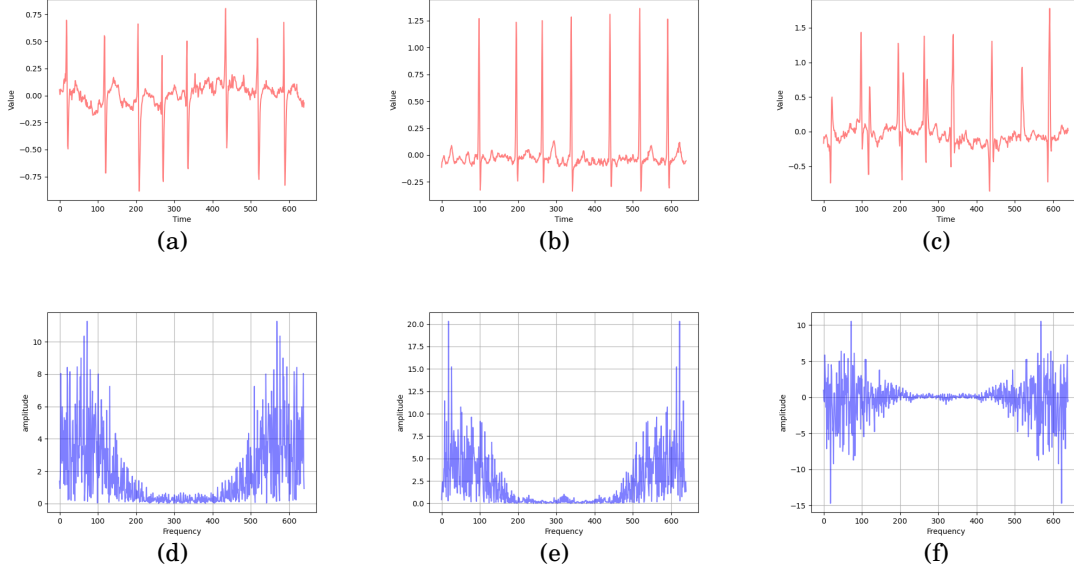 0.75
0.50
0.25
0.00
−0.25
−0.50
−0.75
Value
0 100 200 300 400 500 600
Time
(a)
1.25
1.00
0.75
0.50
0.25
0.00
−0.25
Value
0 100 200 300 400 500 600
Time
(b)
1.5
1.0
0.5
0.0
−0.5
Value
0 100 200 300 400 500 600
Time
(c)
10
8
6
4
2
0
amplitude
0 100 200 300 400 500 600
Frequency
(d)
20.0
17.5
15.0
12.5
10.0
7.5
5.0
2.5
0.0
amplitude
0 100 200 300 400 500 600
Frequency
(e)
10
5
0
−5
−10
−15
amplitude
0 100 200 300 400 500 600
Frequency
(f)